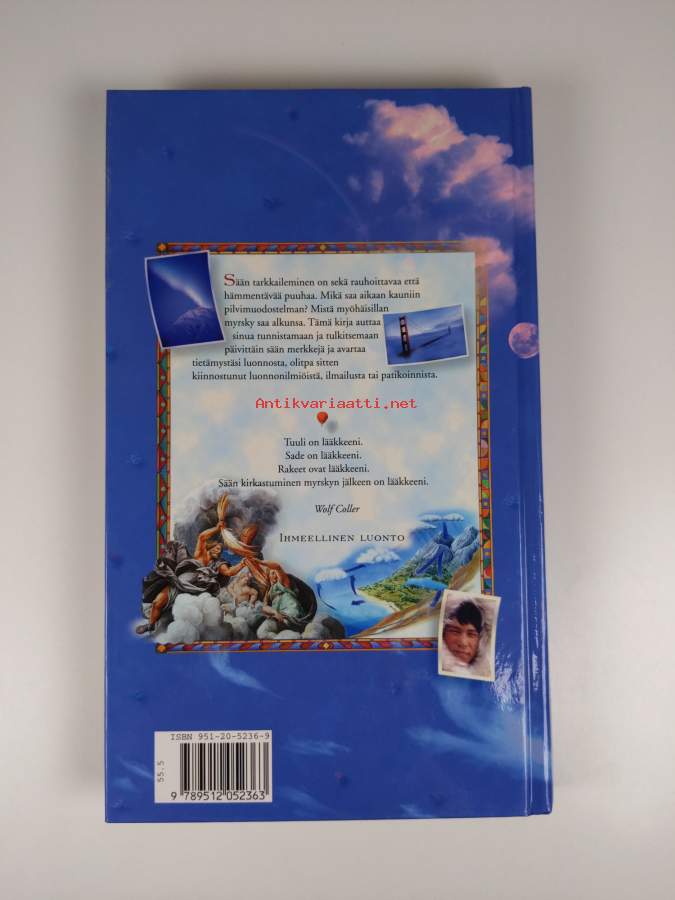 Sään tarkkaileminen on sekä rauhoittavaa että
hämmentävää puuhaa. Mikä saa aikaan kauniin
pilvimuodostelman? Mistä myöhäisillan
myrsky saa alkunsa. Tämä kirja auttaa
sinua tunnistamaan ja tulkitsemaan
päivittäin sään merkkejä ja avartaa
tietämystäsi luonnosta, olitpa sitten
kiinnostunut luonnonilmiöistä, ilmailusta tai patikoinnista.
Antikvariaatti.net
Tuuli on lääkkeeni.
Sade on lääkkeeni.
Rakeet ovat lääkkeeni.
Sään kirkastuminen myrskyn jälkeen on lääkkeeni.
Wolf Coller
IHMEELLINEN LUONTO
ISBN 951-20-5236-9
55.5
9 789512 052363